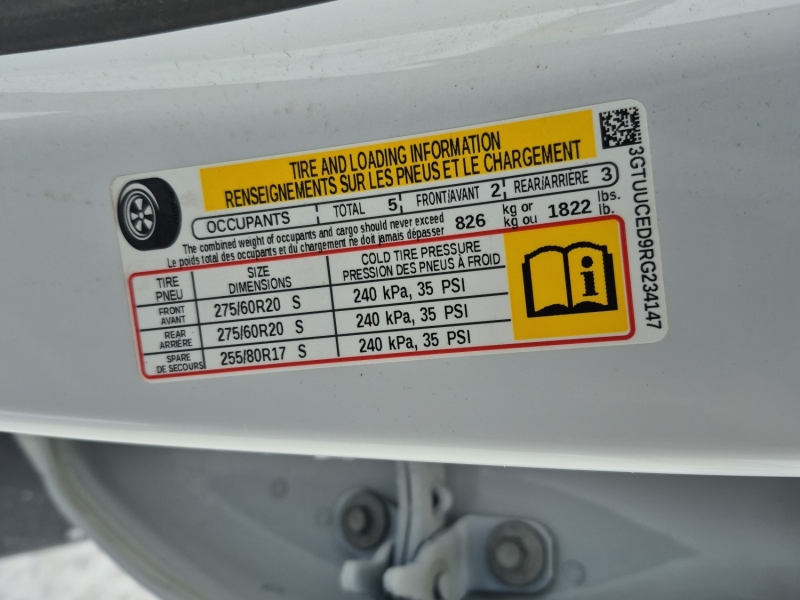 TIRE AND LOADING INFORMATION
RENSEIGNEMENTS SUR LES PNEUS ET LE CHARGEMENT
OCCUPANTS TOTAL 5 FRONT/AVANT 2 REAR/ARRIÈRE 3
The combined weight of occupants and cargo should never exceed
Le poids total des occupants et du chargement ne doit jamais dépasser
826 kg or kg ou 1822 lbs. lb.
TIRE PNEU SIZE DIMENSIONS COLD TIRE PRESSURE PRESSION DES PNEUS À FROID
FRONT AVANT 275/60R20 S 240 kPa, 35 PSI
REAR ARRIÈRE 275/60R20 S 240 kPa, 35 PSI
SPARE DE SECOURS 255/80R17 S 240 kPa, 35 PSI
3GTUUCED9RG234147